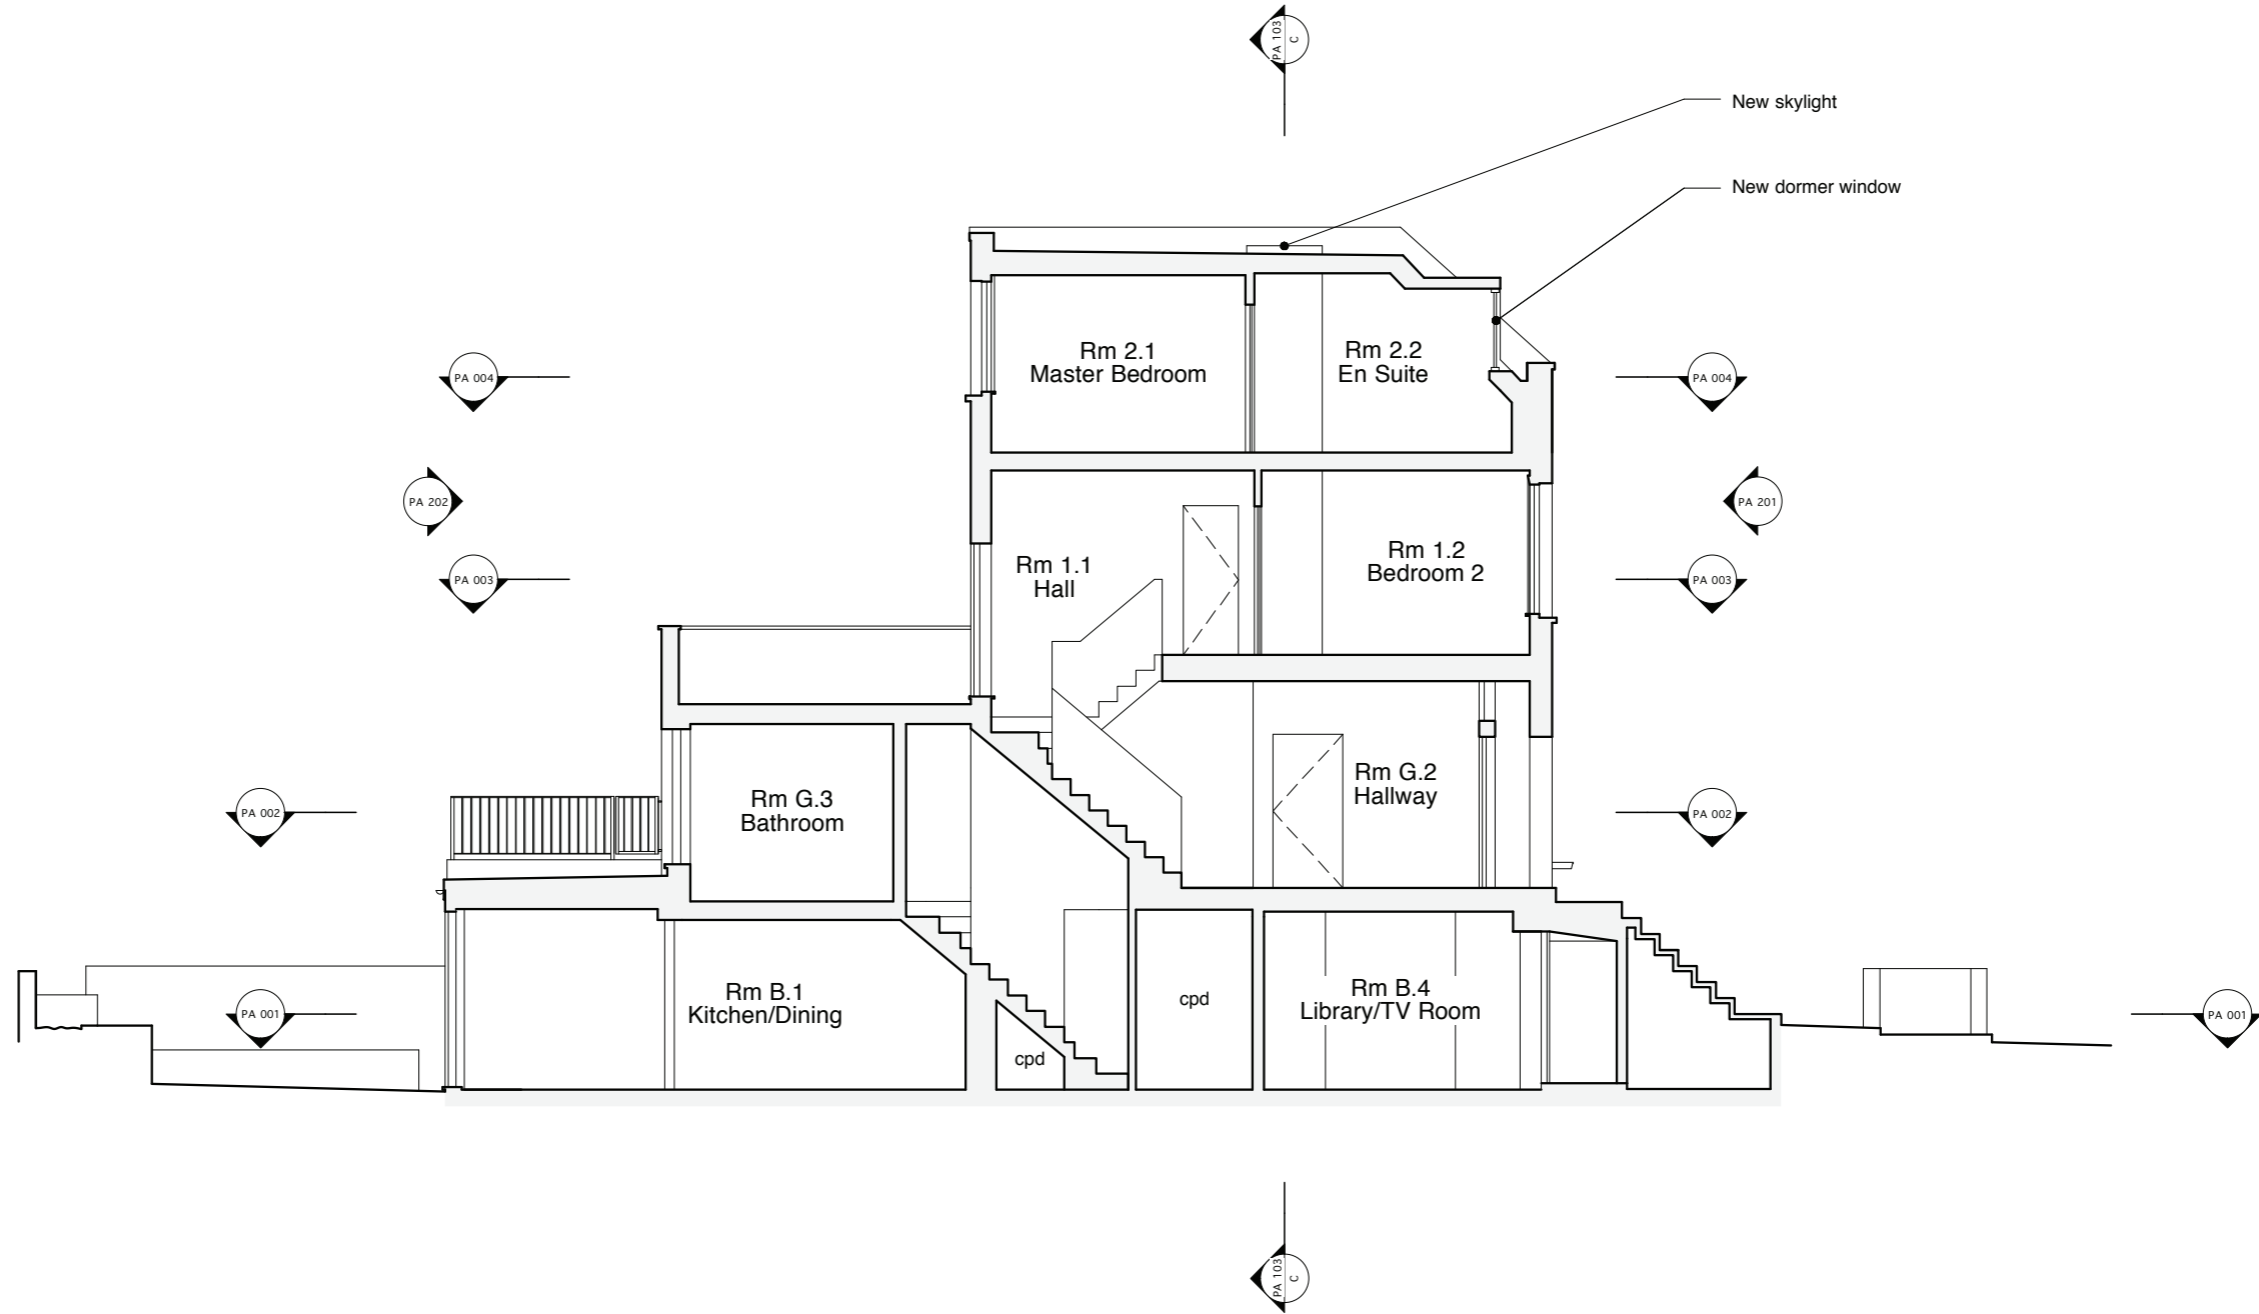 PA 103
C
New skylight
New dormer window
Rm 2.1
Master Bedroom
Rm 2.2
En Suite
PA 004
PA 004
PA 202
PA 201
Rm 1.1
Hall
Rm 1.2
Bedroom 2
PA 003
PA 003
Rm G.3
Bathroom
Rm G.2
Hallway
PA 002
PA 002
Rm B.1
Kitchen/Dining
cpd
cpd
Rm B.4
Library/TV Room
PA 001
PA 001
PA 103
C